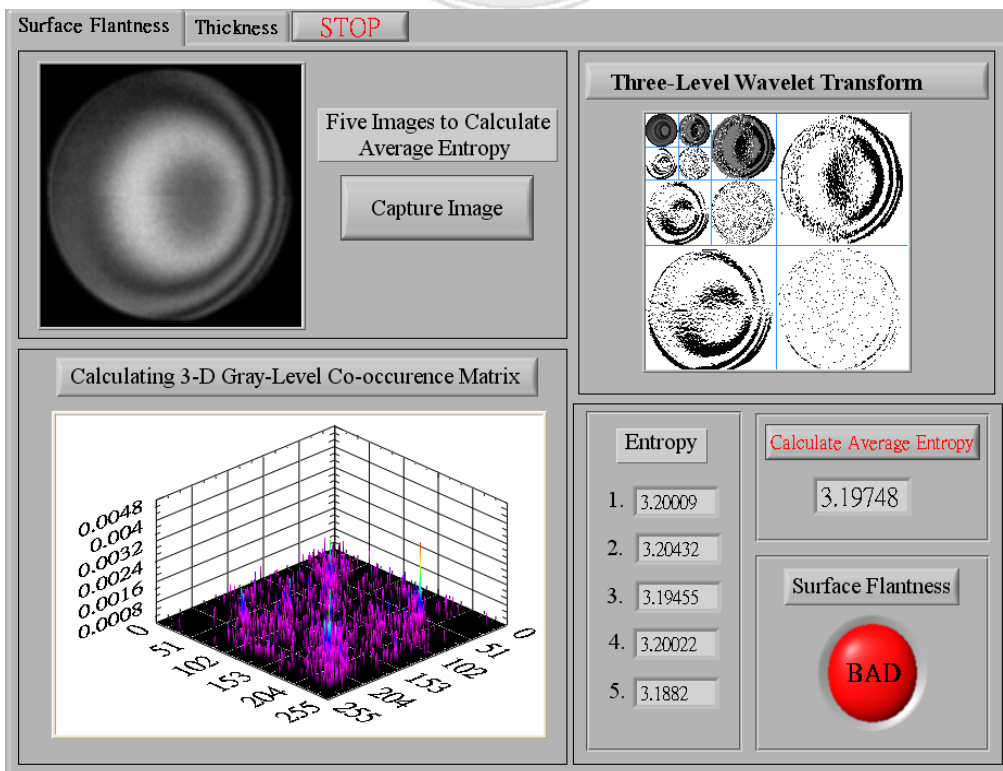 Surface Flantness
Thickness
STOP
Five Images to Calculate
Average Entropy
Capture Image
Three-Level Wavelet Transform
Calculating 3-D Gray-Level Co-occurence Matrix
0.0048
0.004
0.0032
0.0024
0.0016
0.0008
0
51
102
153
204
255
0
51
102
153
204
255
Entropy
1. 3.20009
2. 3.20432
3. 3.19455
4. 3.20022
5. 3.1882
Calculate Average Entropy
3.19748
Surface Flantness
BAD